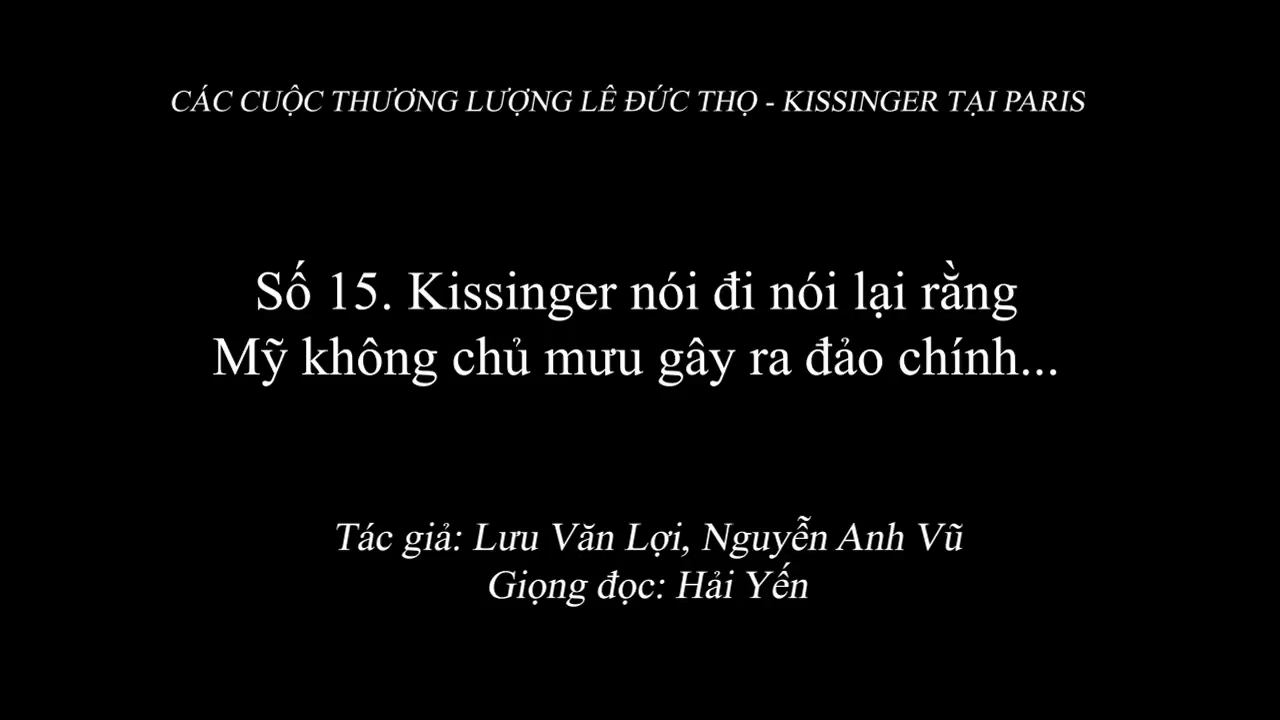 CÁC CUỘC THƯƠNG LƯỢNG LÊ ĐỨC THỌ - KISSINGER TẠI PARIS
Số 15. Kissinger nói đi nói lại rằng
Mỹ không chủ mưu gây ra đảo chính...
Tác giả: Lưu Văn Lợi, Nguyễn Anh Vũ
Giọng đọc: Hải Yến